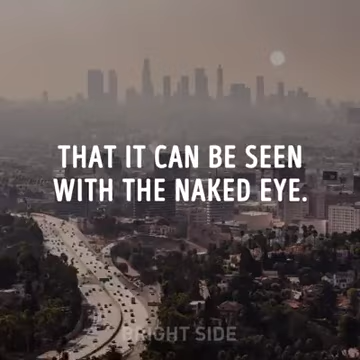 THAT IT CAN BE SEEN
WITH THE NAKED EYE.
BRIGHT SIDE